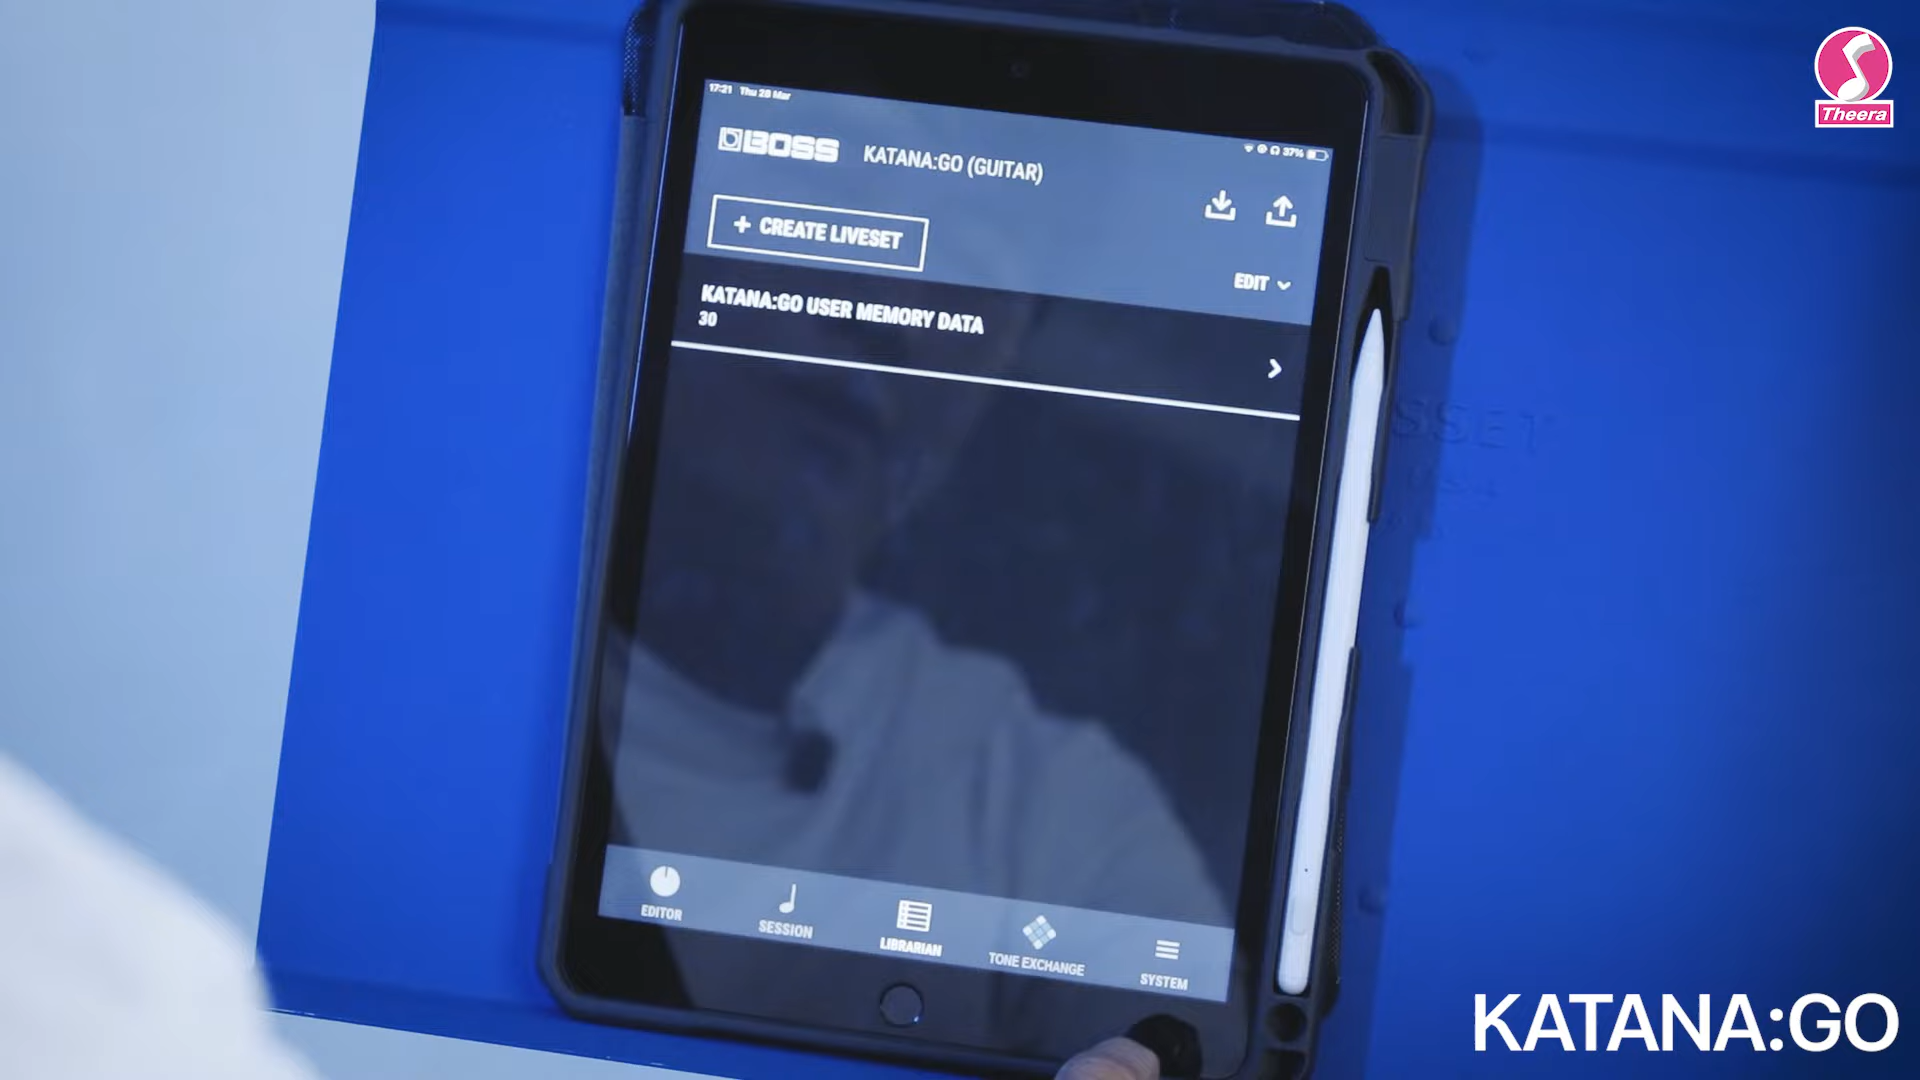 17:21 Thu 28 Mar
37%
BOSS KATANA:GO (GUITAR)
+ CREATE LIVESET
EDIT
KATANA:GO USER MEMORY DATA
30
EDITOR
SESSION
LIBRARIAN
TONE EXCHANGE
SYSTEM
Theera
KATANA:GO